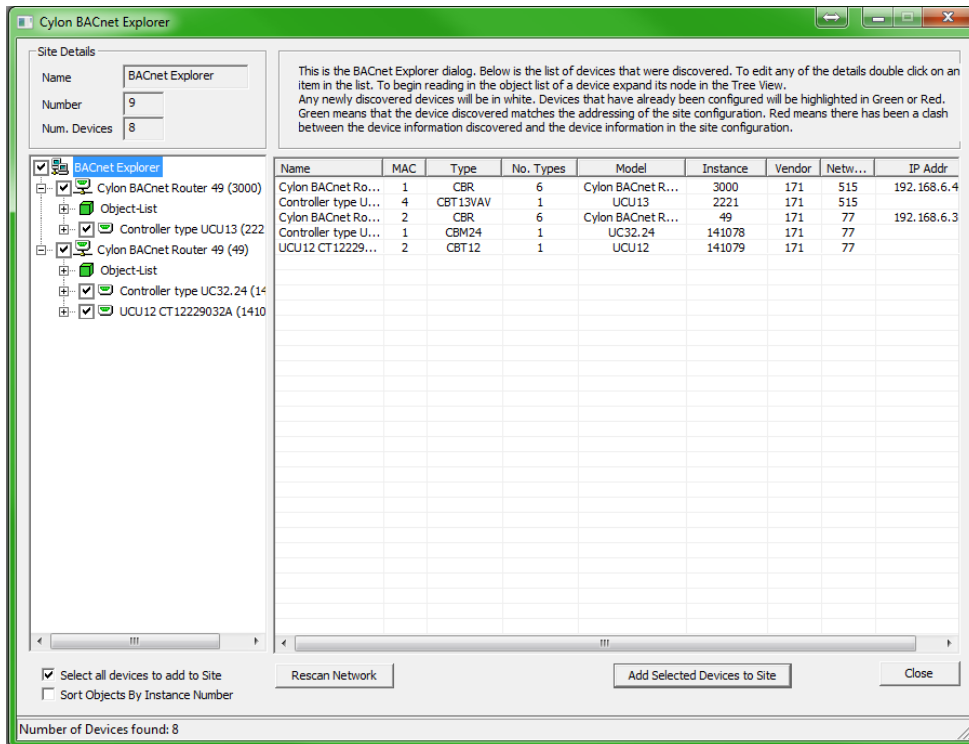 Cylon BACnet Explorer
Site Details
Name BACnet Explorer
Number 9
Num. Devices 8
This is the BACnet Explorer dialog. Below is the list of devices that were discovered. To edit any of the details double click on an
item in the list. To begin reading in the object list of a device expand its node in the Tree View.
Any newly discovered devices will be in white. Devices that have already been configured will be highlighted in Green or Red.
Green means that the device discovered matches the addressing of the site configuration. Red means there has been a clash
between the device information discovered and the device information in the site configuration.
BACnet Explorer
Cylon BACnet Router 49 (3000)
Object-List
Controller type UCU13 (222
Cylon BACnet Router 49 (49)
Object-List
Controller type UC32.24 (14
UCU12 CT12229032A (1410
Name MAC Type No. Types Model Instance Vendor Netw... IP Addr
Cylon BACnet Ro... 1 CBR 6 Cylon BACnet R... 3000 171 515 192.168.6.4
Controller type U... 4 CBT13VAV 1 UCU13 2221 171 515
Cylon BACnet Ro... 2 CBR 6 Cylon BACnet R... 49 171 77 192.168.6.3
Controller type U... 1 CBM24 1 UC32.24 141078 171 77
UCU12 CT12229... 2 CBT12 1 UCU12 141079 171 77
Select all devices to add to Site
Sort Objects By Instance Number
Rescan Network
Add Selected Devices to Site
Close
Number of Devices found: 8